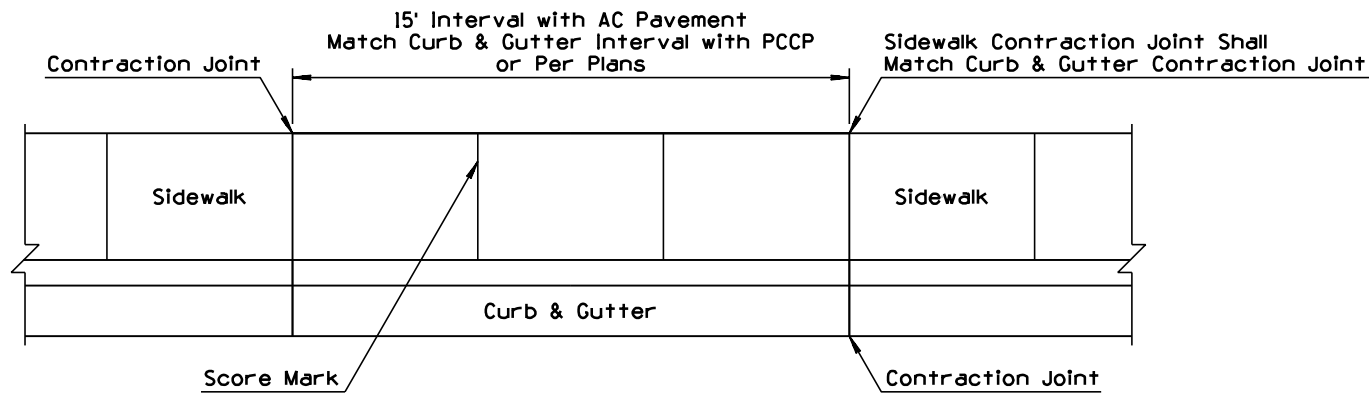 15' Interval with AC Pavement
Match Curb & Gutter Interval with PCCP
or Per Plans
Contraction Joint
Sidewalk Contraction Joint Shall
Match Curb & Gutter Contraction Joint
Sidewalk
Sidewalk
Curb & Gutter
Score Mark
Contraction Joint